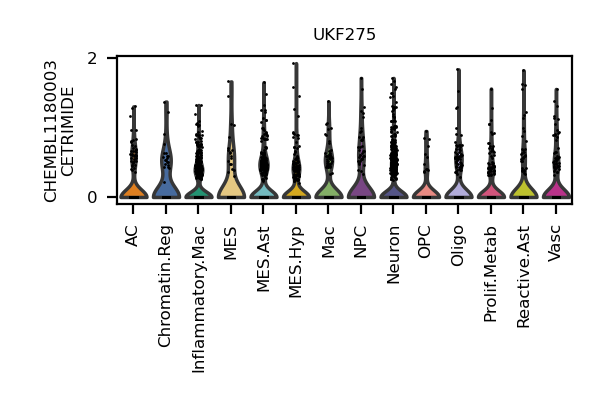 UKF275
CHEMBL1180003
CETRIMIDE
2
0
AC
Chromatin.Reg
Inflammatory.Mac
MES
MES.Ast
MES.Hyp
Mac
NPC
Neuron
OPC
Oligo
Prolif.Metab
Reactive.Ast
Vasc